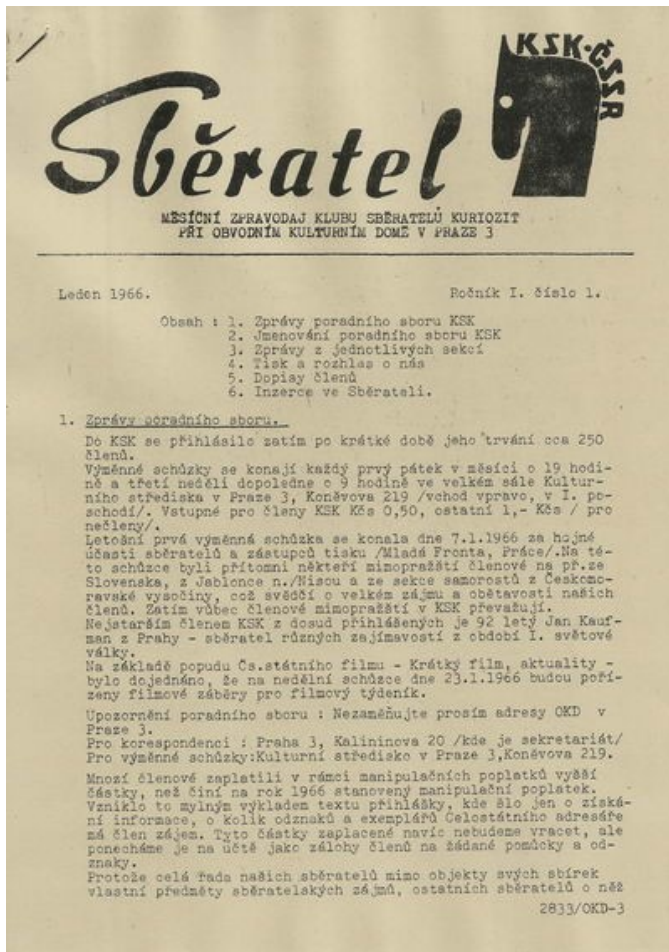 KSK-ČSSR
Sběratel
MĚSÍČNÍ ZPRAVODAJ KLUBU SBĚRATELŮ KURIOZIT
PŘI OBVODNÍM KULTURNÍM DOMĚ V PRAZE 3
Leden 1966. Ročník I. číslo 1.
Obsah : 1. Zprávy poradního sboru KSK
2. Jmenování poradního sboru KSK
3. Zprávy z jednotlivých sekcí
4. Tisk a rozhlas o nás
5. Dopisy členů
6. Inzerce ve Sběrateli.
1. Zprávy poradního sboru.
Do KSK se přihlásilo zatím po krátké době jeho trvání cca 250
členů.
Výměnné schůzky se konají každý prvý pátek v měsíci o 19 hodi-
ně a třetí neděli dopoledne o 9 hodině ve velkém sále Kultur-
ního střediska v Praze 3, Koněvova 219 /vchod vpravo, v I. po-
schodí/. Vstupné pro členy KSK Kčs 0,50, ostatní 1,- Kčs / pro
nečleny/.
Letošní prvá výměnná schůzka se konala dne 7.1.1966 za hojné
účasti sběratelů a zástupců tisku /Mladá Fronta, Práce/.Na té-
to schůzce byli přítomni někteří mimopražští členové na př.ze
Slovenska, z Jablonce n./Nisou a ze sekce samorostů z Českomo-
ravské vysočiny, což svědčí o velkém zájmu a obětavosti našich
členů. Zatím vůbec členové mimopražští v KSK převažují.
Nejstarším členem KSK z dosud přihlášených je 92 letý Jan Kauf-
man z Prahy - sběratel různých zajímavostí z období I. světové
války.
Na základě popudu Čs.státního filmu - Krátký film, aktuality -
bylo dojednáno, že na nedělní schůzce dne 23.1.1966 budou poří-
zeny filmové záběry pro filmový týdeník.
Upozornění poradního sboru : Nezaměňujte prosím adresy OKD v
Praze 3.
Pro korespondenci : Praha 3, Kalininova 20 /kde je sekretariát/
Pro výměnné schůzky:Kulturní středisko v Praze 3,Koněvova 219.
Mnozí členové zaplatili v rámci manipulačních poplatků vyšší
částky, než činí na rok 1966 stanovený manipulační poplatek.
Vzniklo to mylným výkladem textu přihlášky, kde šlo jen o získá-
ní informace, o kolik odznaků a exemplářů Celostátního adresáře
má člen zájem. Tyto částky zaplacené navíc nebudeme vracet, ale
ponecháme je na účtě jako zálohy členů na žádané pomůcky a od-
znaky.
Protože celá řada našich sběratelů mimo objekty svých sbírek
vlastní předměty sběratelských zájmů, ostatních sběratelů o něž
2833/OKD-3